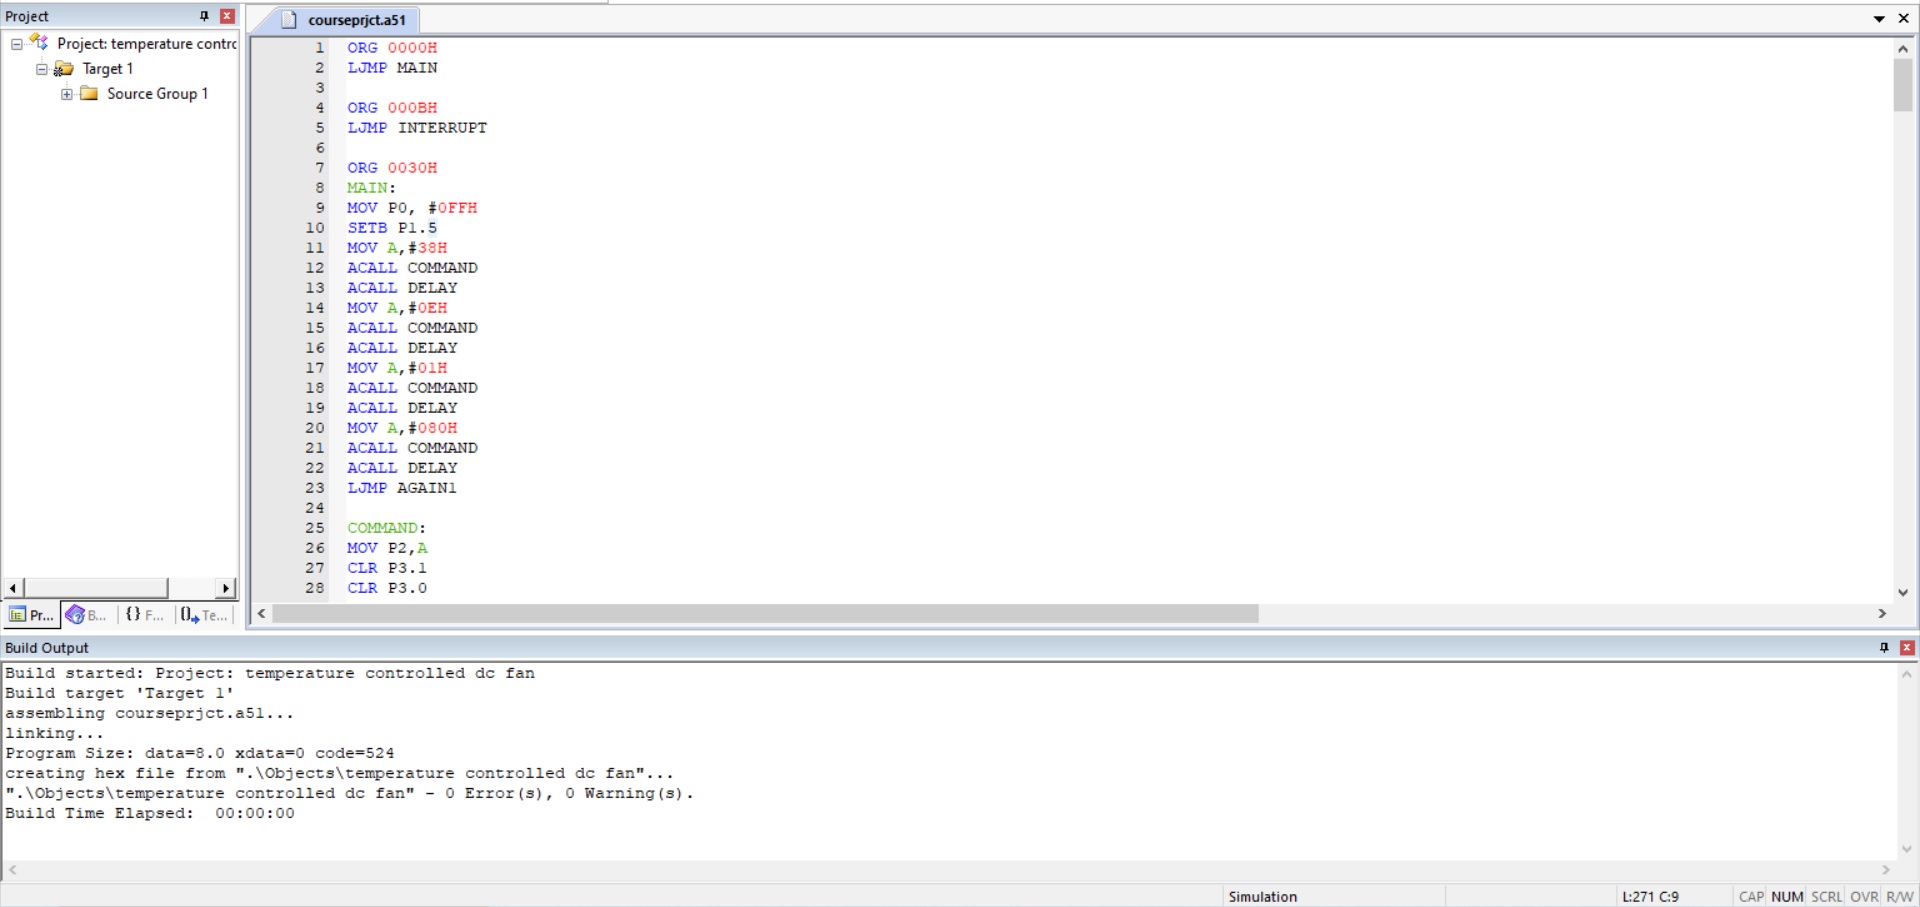 Project
Project: temperature contro
Target 1
Source Group 1
Pr...
B...
{} F...
Te...
courseprjct.a51
1 ORG 0000H
2 LJMP MAIN
3
4 ORG 000BH
5 LJMP INTERRUPT
6
7 ORG 0030H
8 MAIN:
9 MOV P0, #0FFH
10 SETB P1.5
11 MOV A,#38H
12 ACALL COMMAND
13 ACALL DELAY
14 MOV A,#0EH
15 ACALL COMMAND
16 ACALL DELAY
17 MOV A,#01H
18 ACALL COMMAND
19 ACALL DELAY
20 MOV A,#080H
21 ACALL COMMAND
22 ACALL DELAY
23 LJMP AGAIN1
24
25 COMMAND:
26 MOV P2,A
27 CLR P3.1
28 CLR P3.0
Build Output
Build started: Project: temperature controlled dc fan
Build target 'Target 1'
assembling courseprjct.a51...
linking...
Program Size: data=8.0 xdata=0 code=524
creating hex file from ".\Objects\temperature controlled dc fan"...
".\Objects\temperature controlled dc fan" - 0 Error(s), 0 Warning(s).
Build Time Elapsed:  00:00:00
Simulation
L:271 C:9
CAP NUM SCRL OVR R/W